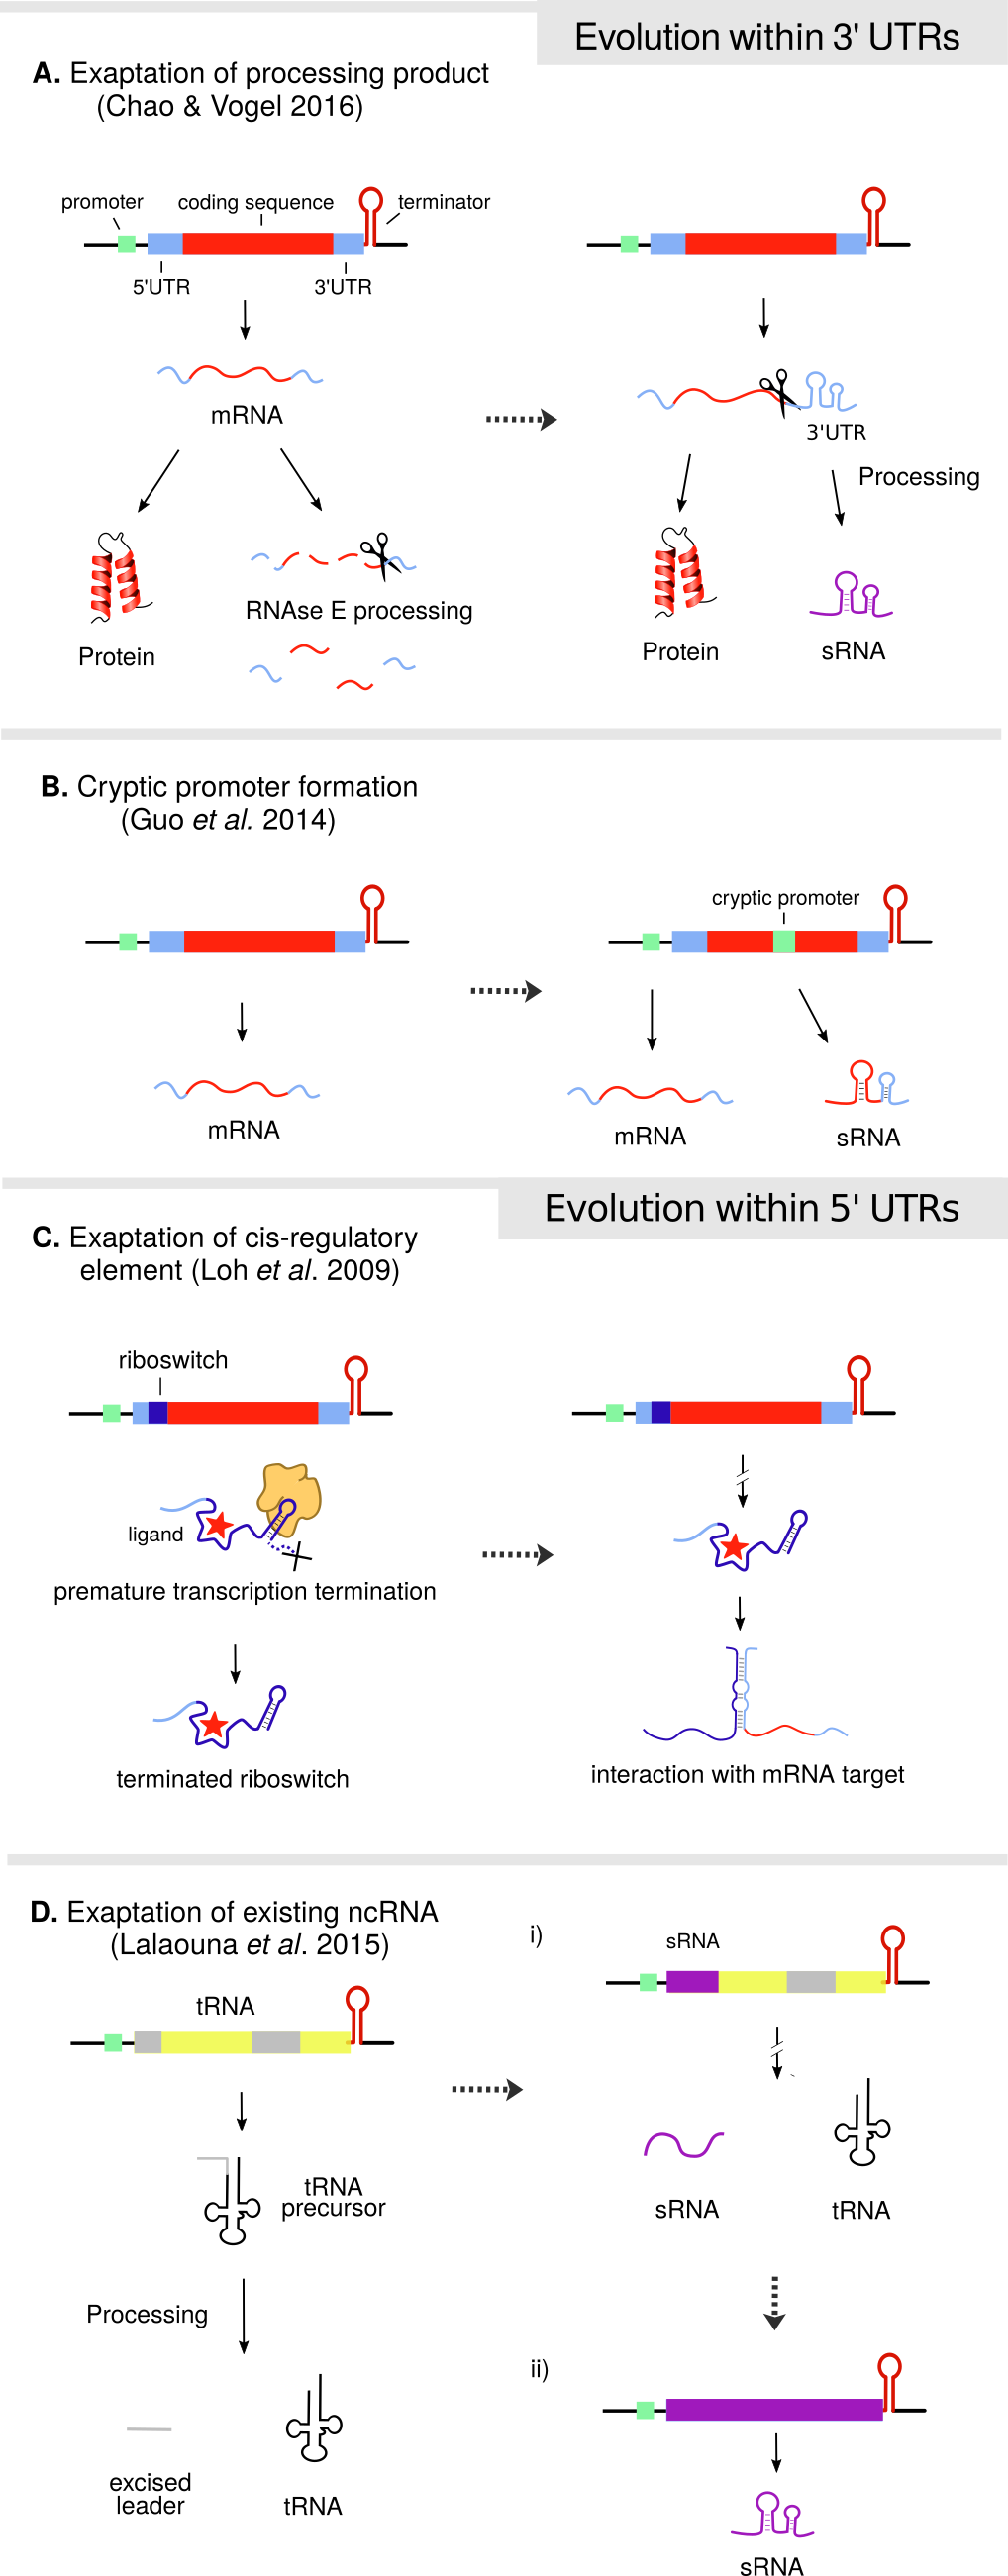 Evolution within 3' UTRs
A. Exaptation of processing product
(Chao & Vogel 2016)
promoter
coding sequence
terminator
5'UTR
3'UTR
mRNA
3'UTR
Processing
RNAse E processing
Protein
Protein
sRNA
B. Cryptic promoter formation
(Guo et al. 2014)
cryptic promoter
mRNA
mRNA
sRNA
Evolution within 5' UTRs
C. Exaptation of cis-regulatory
element (Loh et al. 2009)
riboswitch
ligand
premature transcription termination
terminated riboswitch
interaction with mRNA target
D. Exaptation of existing ncRNA
(Lalaouna et al. 2015)
tRNA
tRNA
precursor
Processing
excised
leader
tRNA
i)
sRNA
sRNA
tRNA
ii)
sRNA